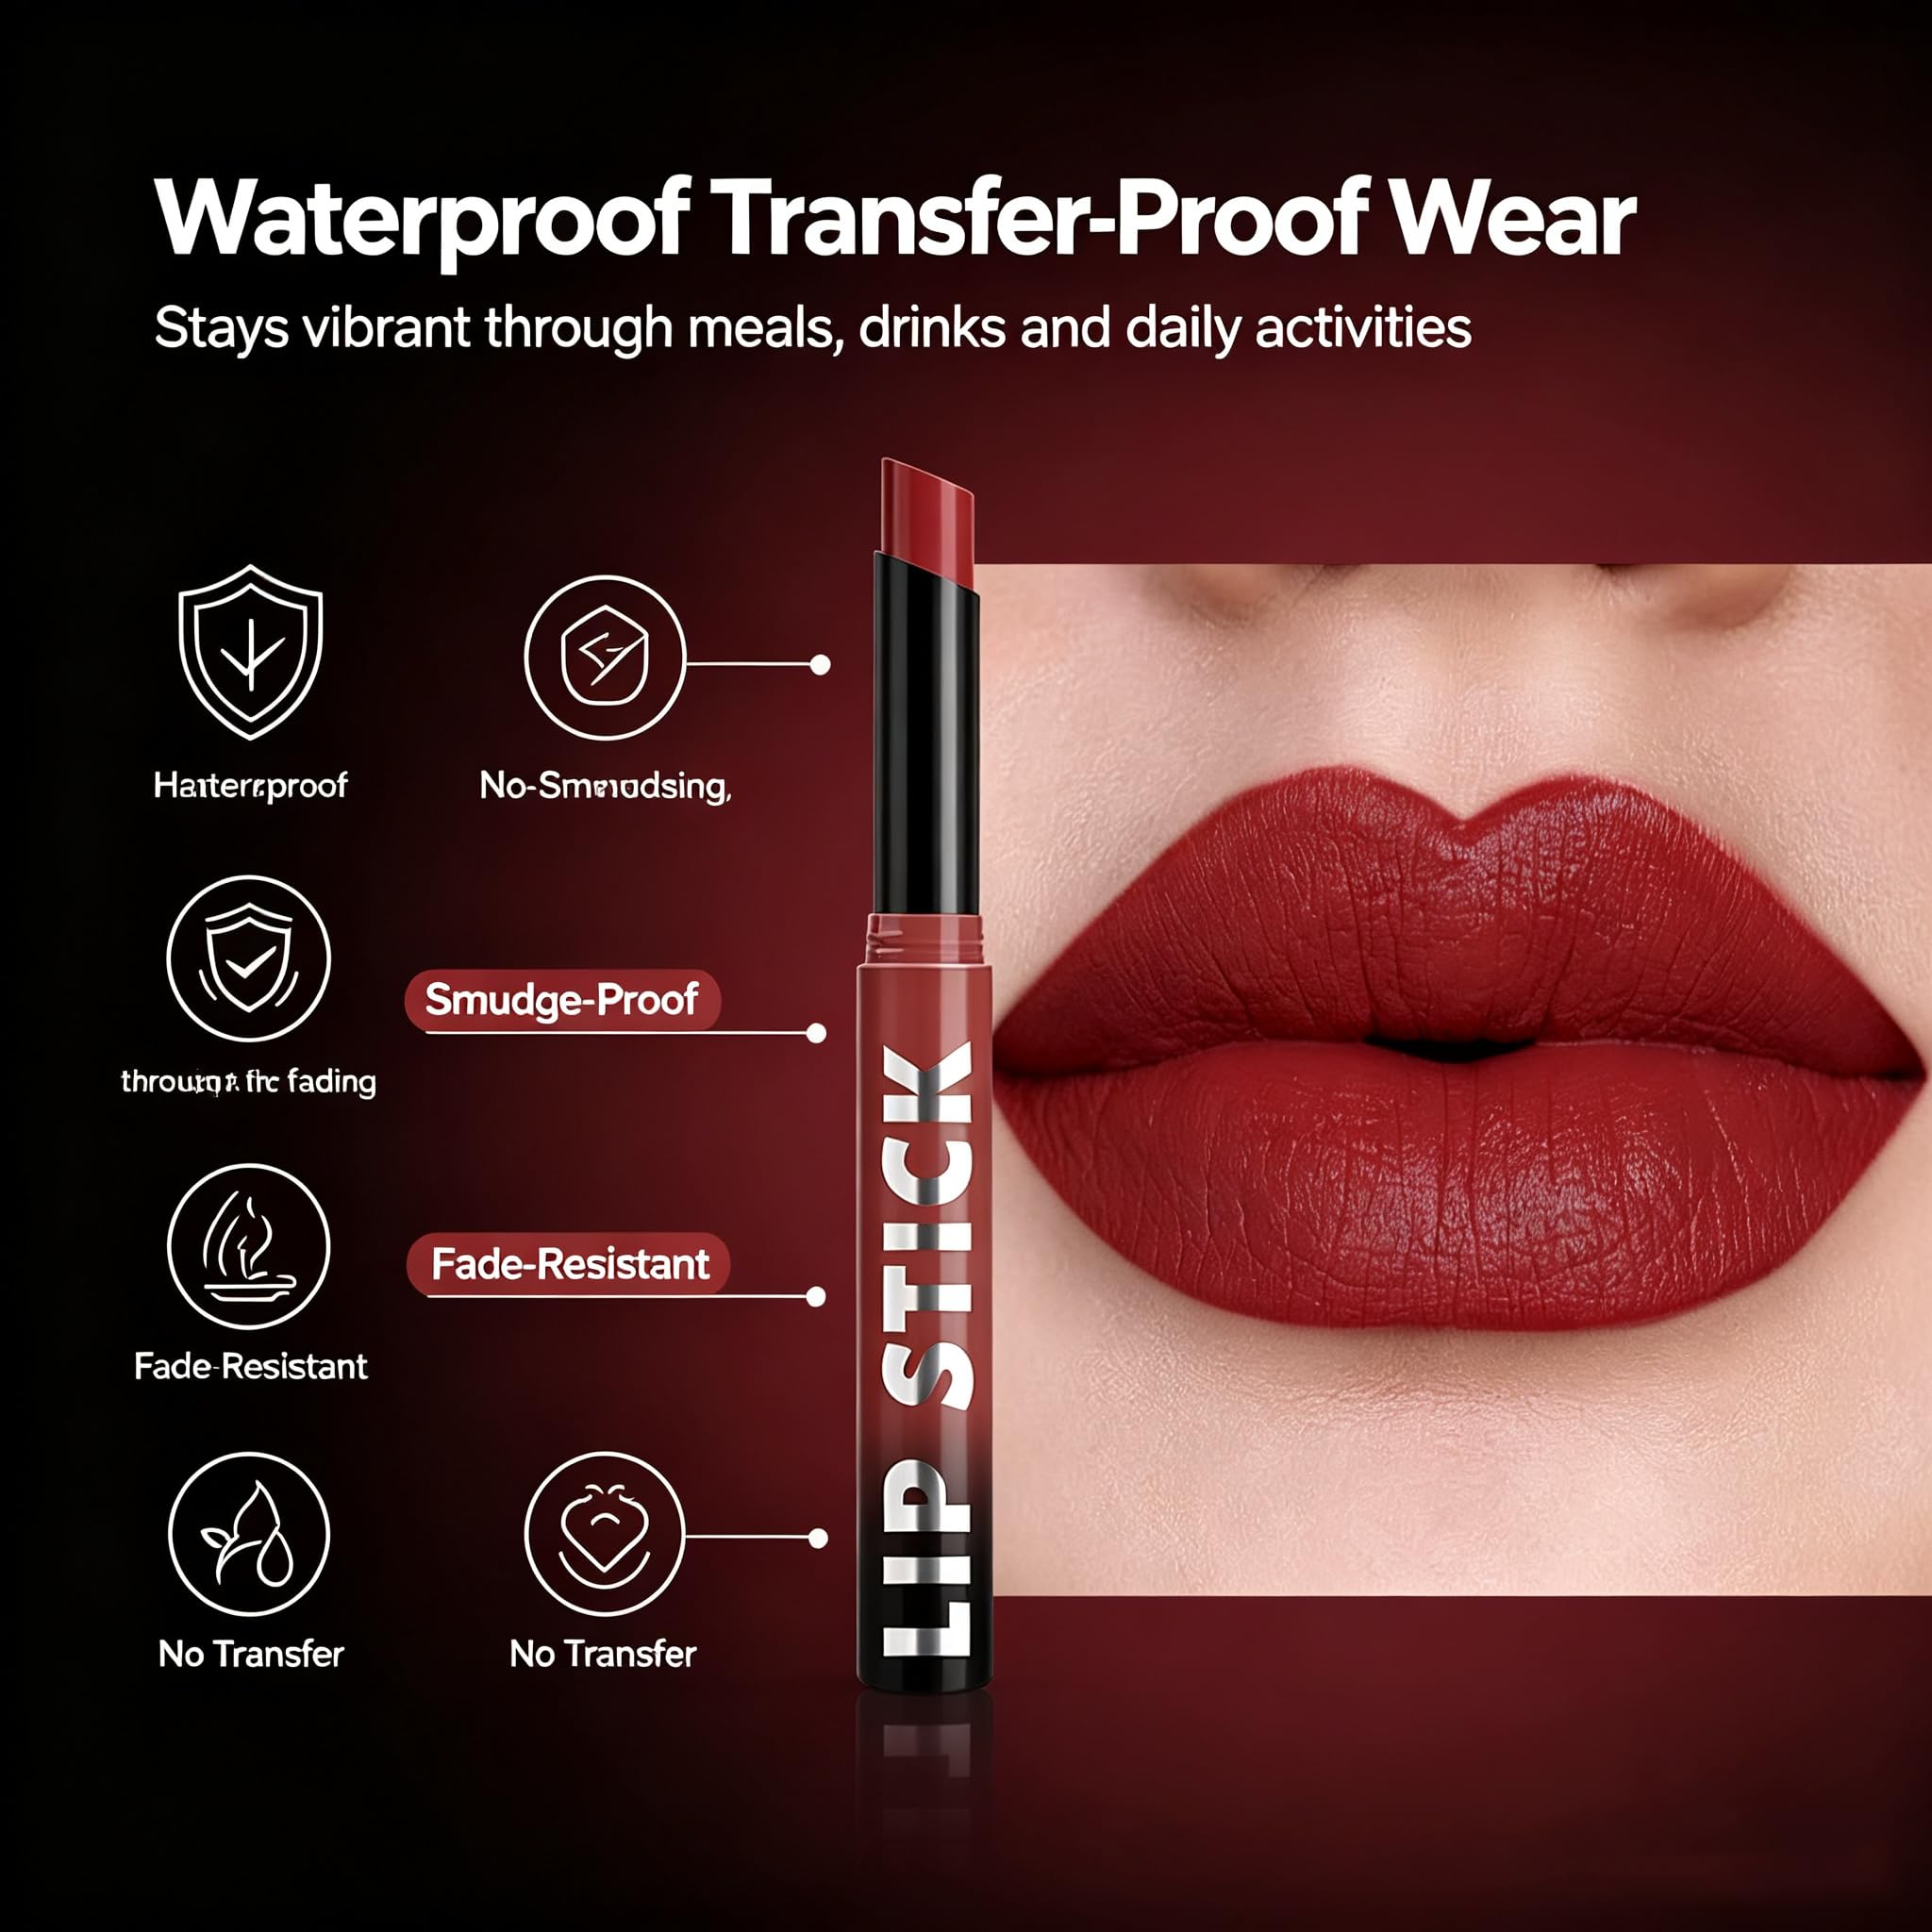 Waterproof Transfer-Proof Wear
Stays vibrant through meals, drinks and daily activities
Smudge-Proof
fading
Fade-Resistant
Fade-Resistant
No Transfer
No Transfer
LIP STICK